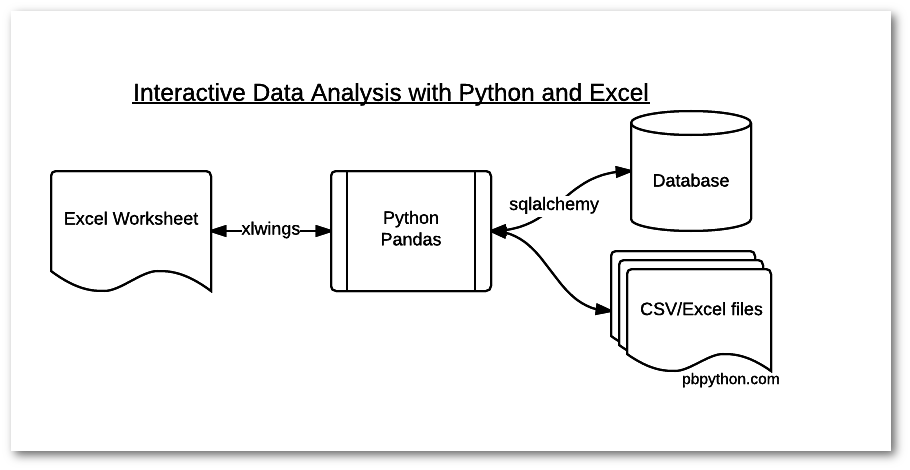 Interactive Data Analysis with Python and Excel
Excel Worksheet
xlwings
Python
Pandas
sqlalchemy
Database
CSV/Excel files
pbpython.com